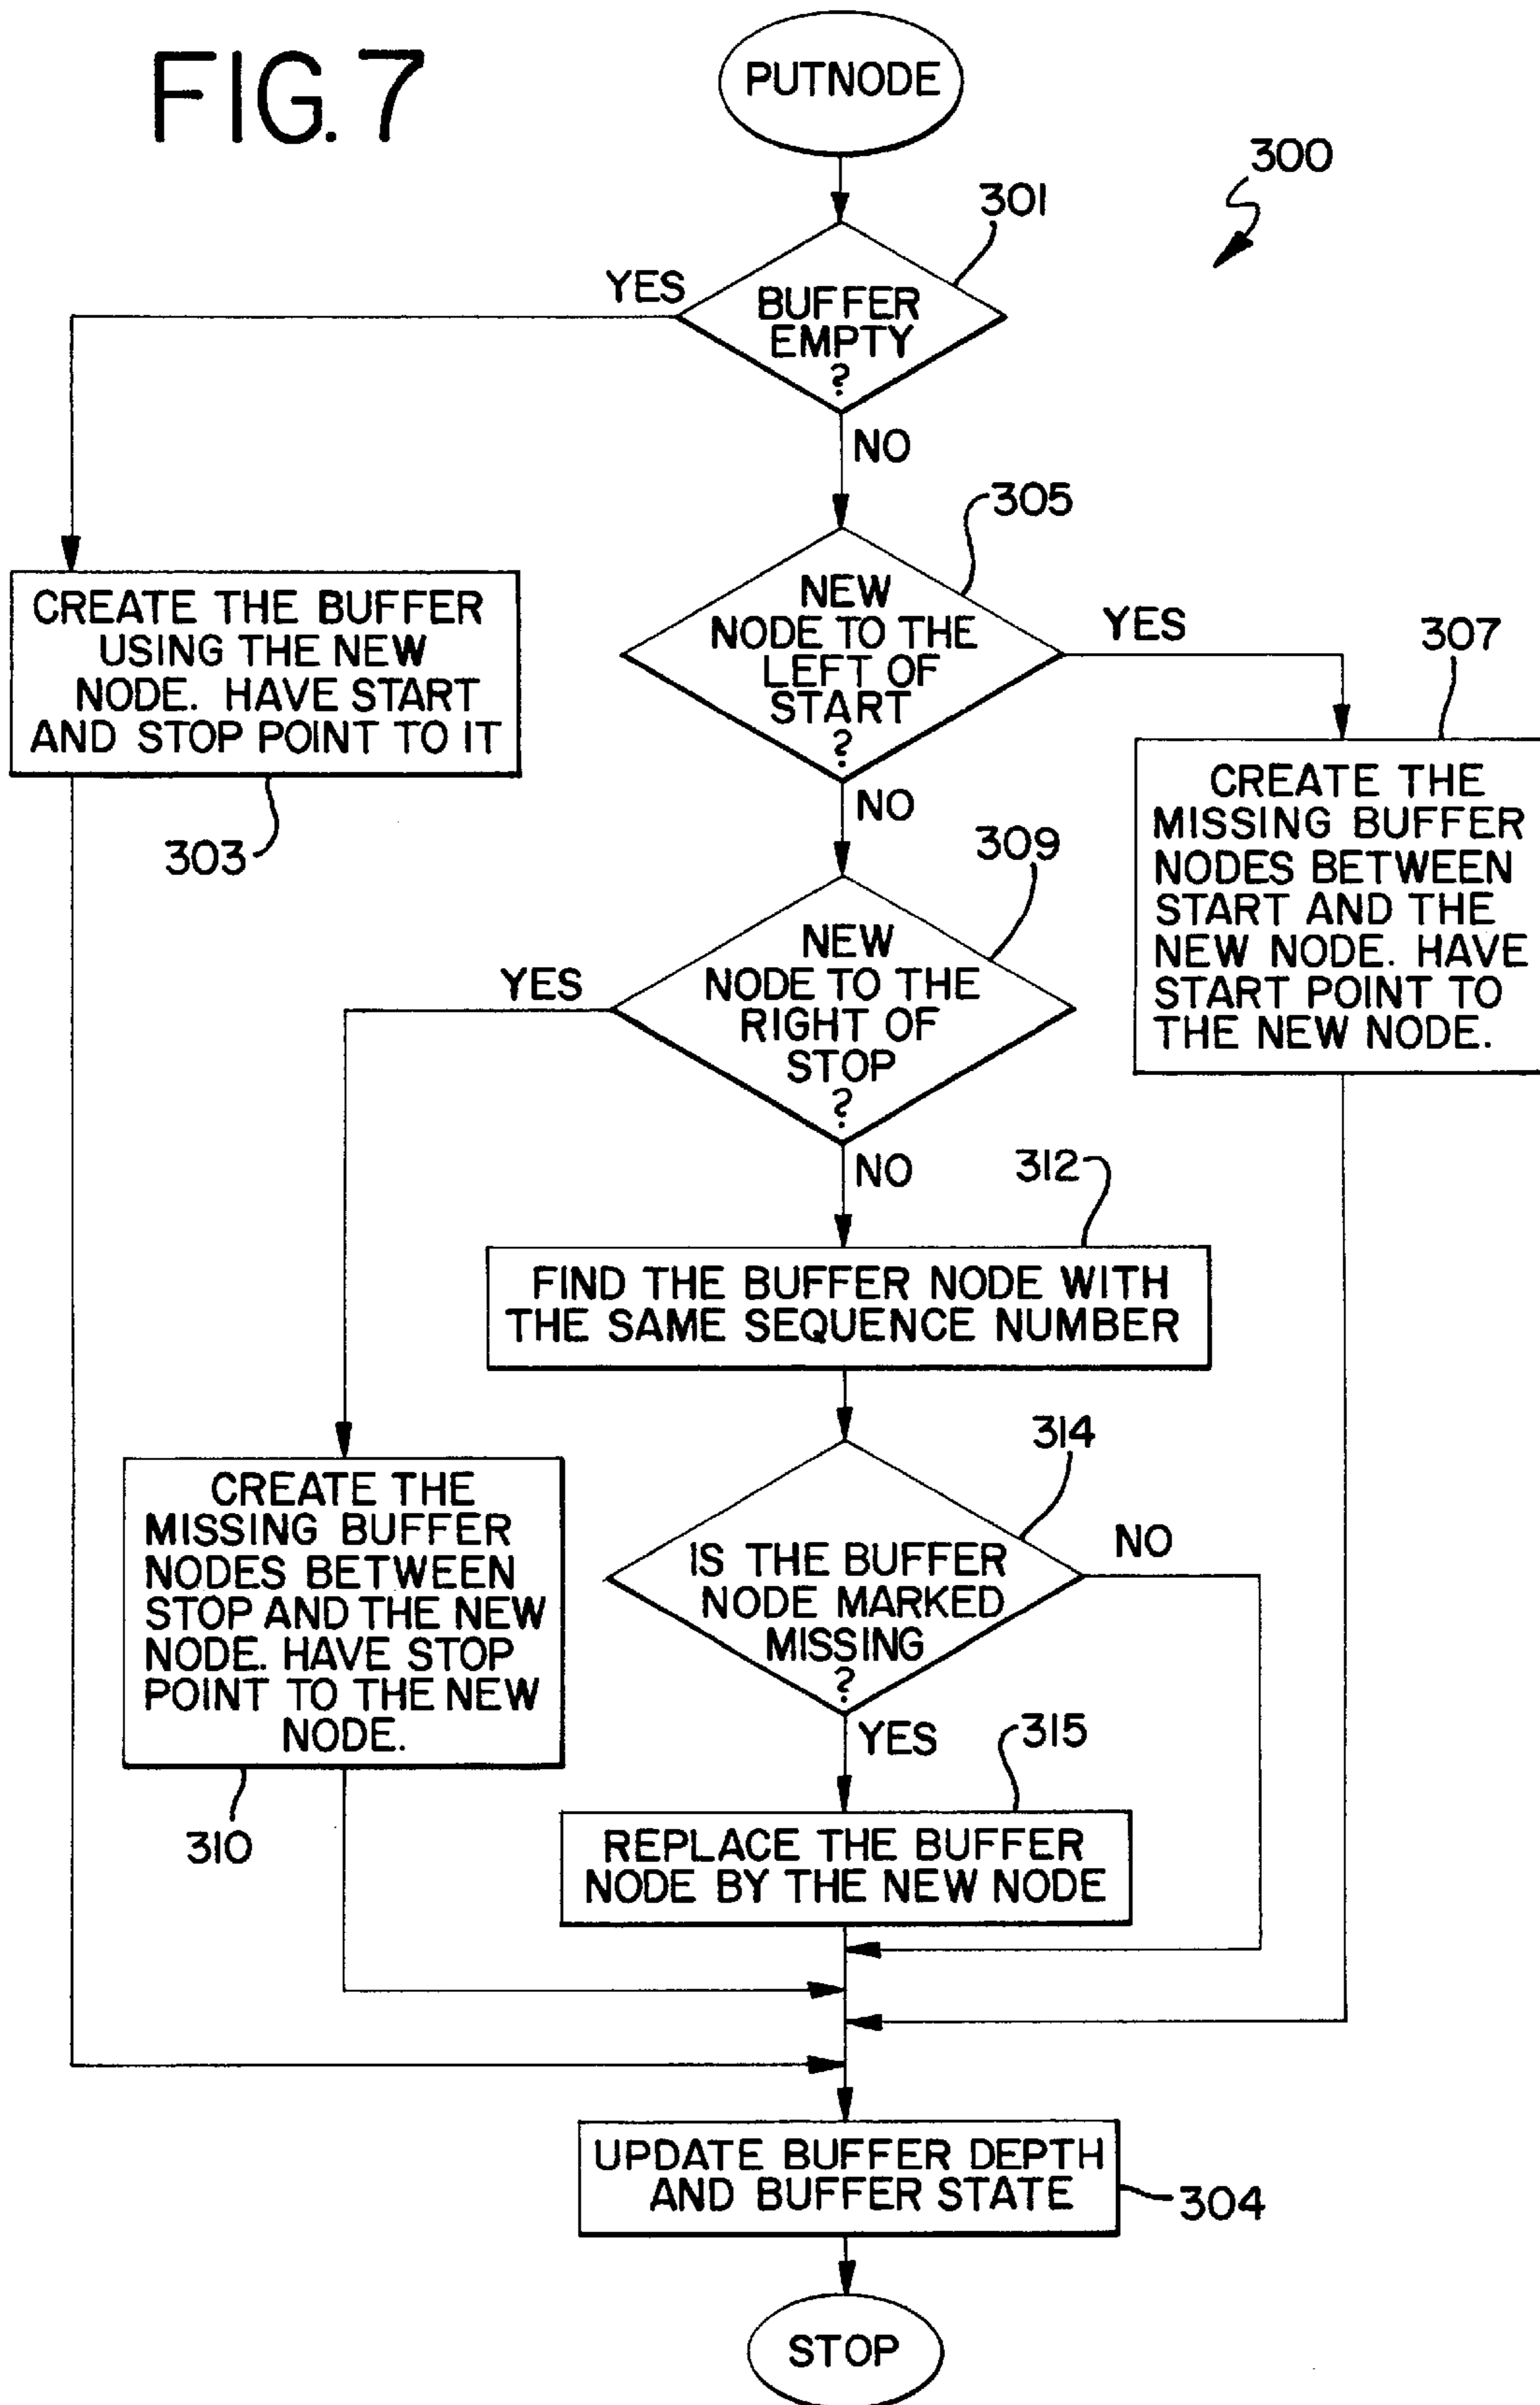 FIG. 7
PUTNODE
300
301
YES
BUFFER
EMPTY
?
NO
305
NEW
NODE TO THE
LEFT OF
START
?
YES
307
CREATE THE BUFFER
USING THE NEW
NODE. HAVE START
AND STOP POINT TO IT
303
NO
CREATE THE
MISSING BUFFER
NODES BETWEEN
START AND THE
NEW NODE. HAVE
START POINT TO
THE NEW NODE.
309
NEW
NODE TO THE
RIGHT OF
STOP
?
YES
NO
312
FIND THE BUFFER NODE WITH
THE SAME SEQUENCE NUMBER
314
CREATE THE
MISSING BUFFER
NODES BETWEEN
STOP AND THE NEW
NODE. HAVE STOP
POINT TO THE NEW
NODE.
310
IS THE BUFFER
NODE MARKED
MISSING
?
NO
YES
315
REPLACE THE BUFFER
NODE BY THE NEW NODE
UPDATE BUFFER DEPTH
AND BUFFER STATE
304
STOP